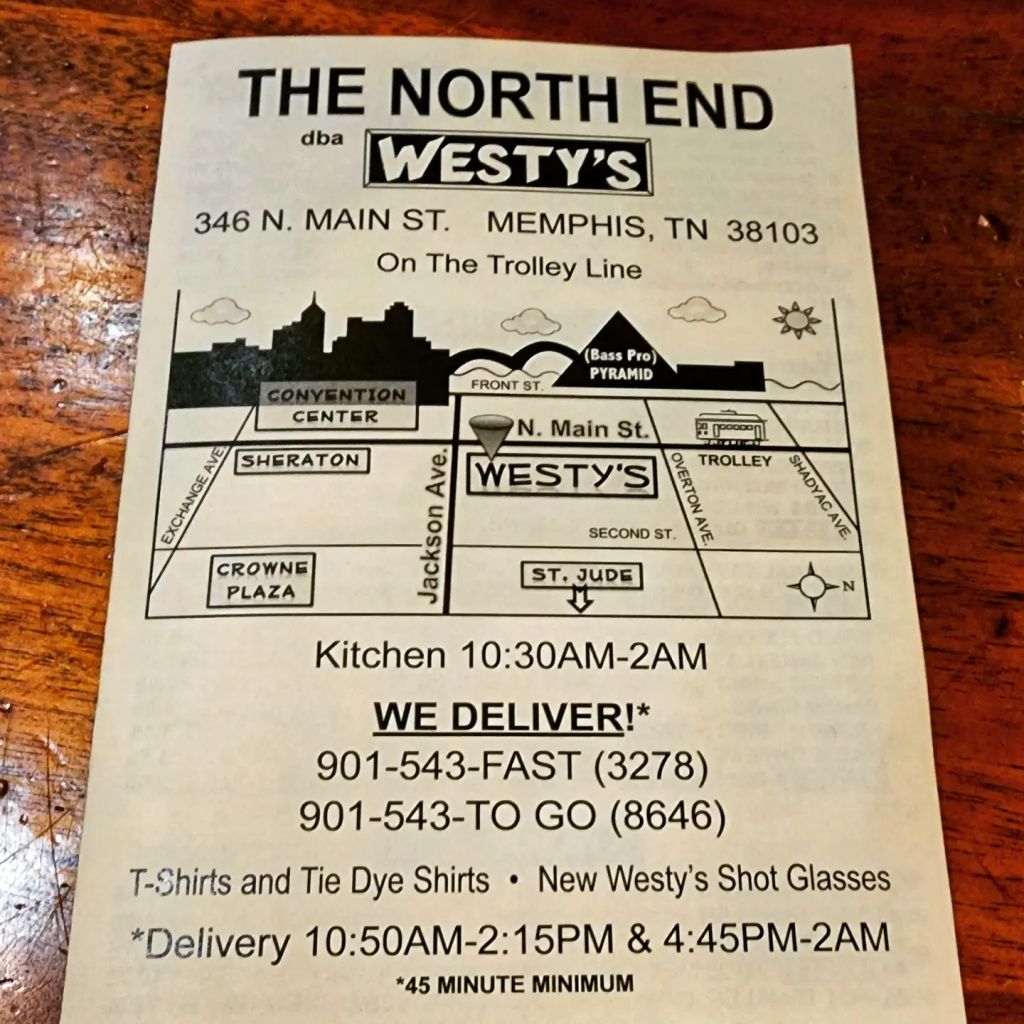 THE NORTH END
dba WESTY'S
346 N. MAIN ST. MEMPHIS, TN 38103
On The Trolley Line
(Bass Pro)
PYRAMID
FRONT ST.
CONVENTION
CENTER
N. Main St.
SHERATON
WESTY'S
TROLLEY
EXCHANGE AVE.
Jackson Ave.
OVERTON AVE.
SHADYAC AVE.
SECOND ST.
CROWNE
PLAZA
ST. JUDE
N
Kitchen 10:30AM-2AM
WE DELIVER!*
901-543-FAST (3278)
901-543-TO GO (8646)
T-Shirts and Tie Dye Shirts • New Westy's Shot Glasses
*Delivery 10:50AM-2:15PM & 4:45PM-2AM
*45 MINUTE MINIMUM